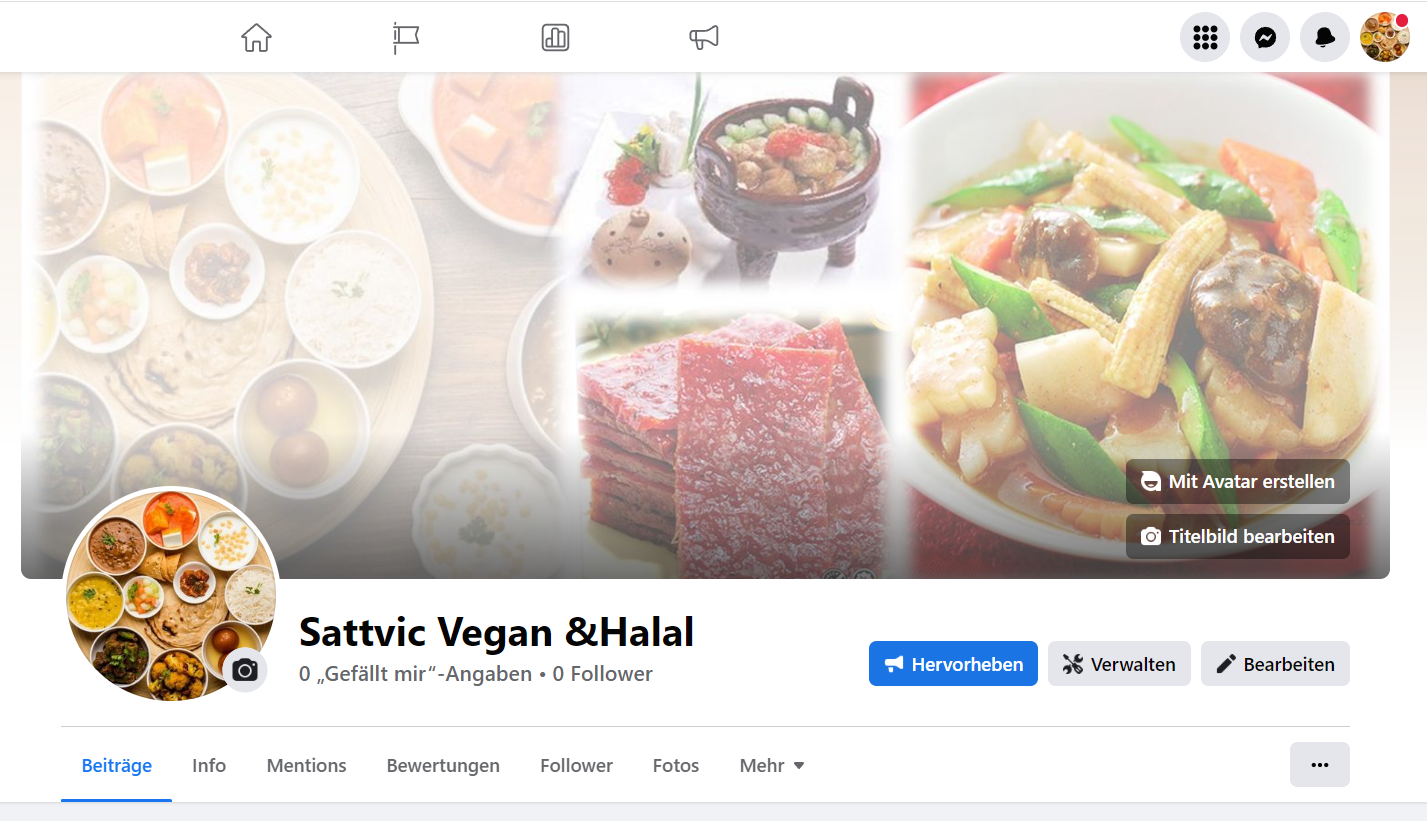 Mit Avatar erstellen
Titelbild bearbeiten
Sattvic Vegan &Halal
0 „Gefällt mir“-Angaben • 0 Follower
Hervorheben Verwalten Bearbeiten
Beiträge Info Mentions Bewertungen Follower Fotos Mehr